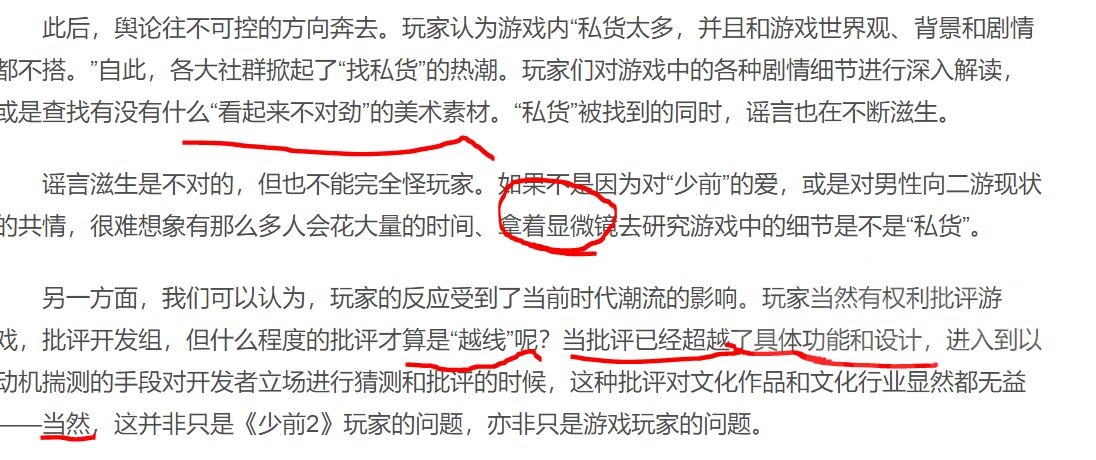 此后，舆论往不可控的方向奔去。玩家认为游戏内“私货太多，并且和游戏世界观、背景和剧情
都不搭。”自此，各大社群掀起了“找私货”的热潮。玩家们对游戏中的各种剧情细节进行深入解读，
或是查找有没有什么“看起来不对劲”的美术素材。“私货”被找到的同时，谣言也在不断滋生。
谣言滋生是不对的，但也不能完全怪玩家。如果不是因为对“少前”的爱，或是对男性向二游现状
的共情，很难想象有那么多人会花大量的时间、拿着显微镜去研究游戏中的细节是不是“私货”。
另一方面，我们可以认为，玩家的反应受到了当前时代潮流的影响。玩家当然有权利批评游
戏，批评开发组，但什么程度的批评才算是“越线”呢？当批评已经超越了具体功能和设计，进入到以
动机揣测的手段对开发者立场进行猜测和批评的时候，这种批评对文化作品和文化行业显然都无益
——当然，这并非只是《少前2》玩家的问题，亦非只是游戏玩家的问题。